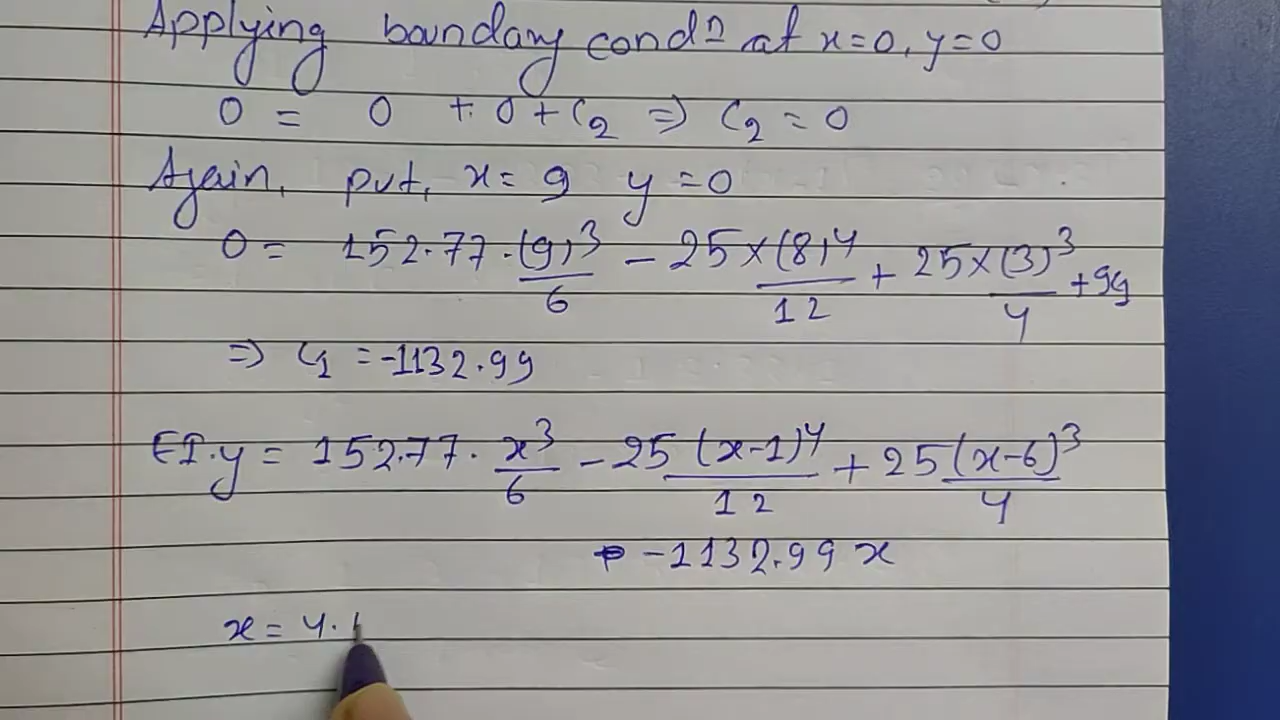 Applying boundary condn at x=0, y=0
0 = 0 + 0 + C2 ⇒ C2 = 0
Again, put, x = 9 y = 0
0 = 152.77 · (9)^3/6 − 25×(8)^4/12 + 25×(3)^3/4 + 9C1
⇒ C1 = -1132.99
EI.y = 152.77 · x^3/6 − 25(x-1)^4/12 + 25(x-6)^3/4
-1132.99 x
x = 4.